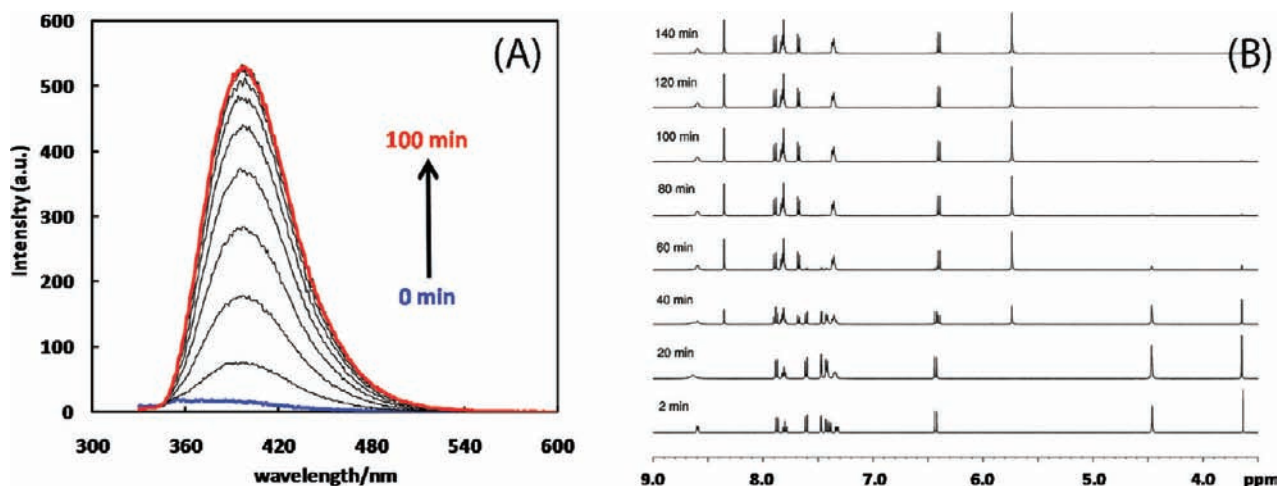 600
500
400
300
200
100
0
Intensity (a.u.)
(A)
100 min
0 min
300 360 420 480 540 600
wavelength/nm
(B)
140 min
120 min
100 min
80 min
60 min
40 min
20 min
2 min
9.0 8.0 7.0 6.0 5.0 4.0 ppm